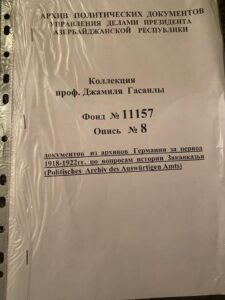 АРХИВ ПОЛИТИЧЕСКИХ ДОКУМЕНТОВ
УПРАВЛЕНИЯ ДЕЛАМИ ПРЕЗИДЕНТА
АЗЕРБАЙДЖАНСКОЙ РЕСПУБЛИКИ
Коллекция
проф. Джамиля Гасанлы
Фонд № 11157
Опись № 8
документов из архивов Германии за период
1918-1922гг. по вопросам истории Закавказья
(Politisches Archiv des Auswürtigen Amts)